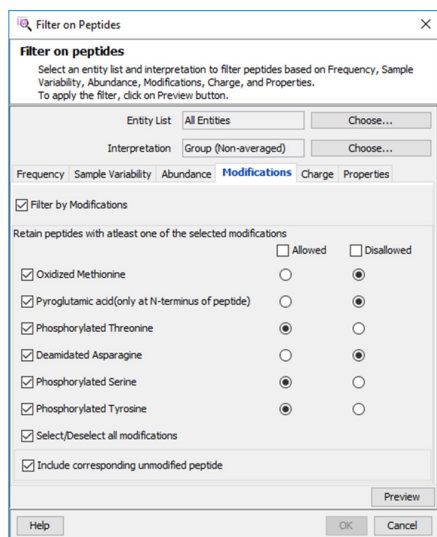 Filter on Peptides
Filter on peptides
Select an entity list and interpretation to filter peptides based on Frequency, Sample
Variability, Abundance, Modifications, Charge, and Properties.
To apply the filter, click on Preview button.
Entity List All Entities Choose...
Interpretation Group (Non-averaged) Choose...
Frequency Sample Variability Abundance Modifications Charge Properties
Filter by Modifications
Retain peptides with atleast one of the selected modifications
Allowed Disallowed
Oxidized Methionine
Pyroglutamic acid(only at N-terminus of peptide)
Phosphorylated Threonine
Deamidated Asparagine
Phosphorylated Serine
Phosphorylated Tyrosine
Select/Deselect all modifications
Include corresponding unmodified peptide
Preview
Help OK Cancel